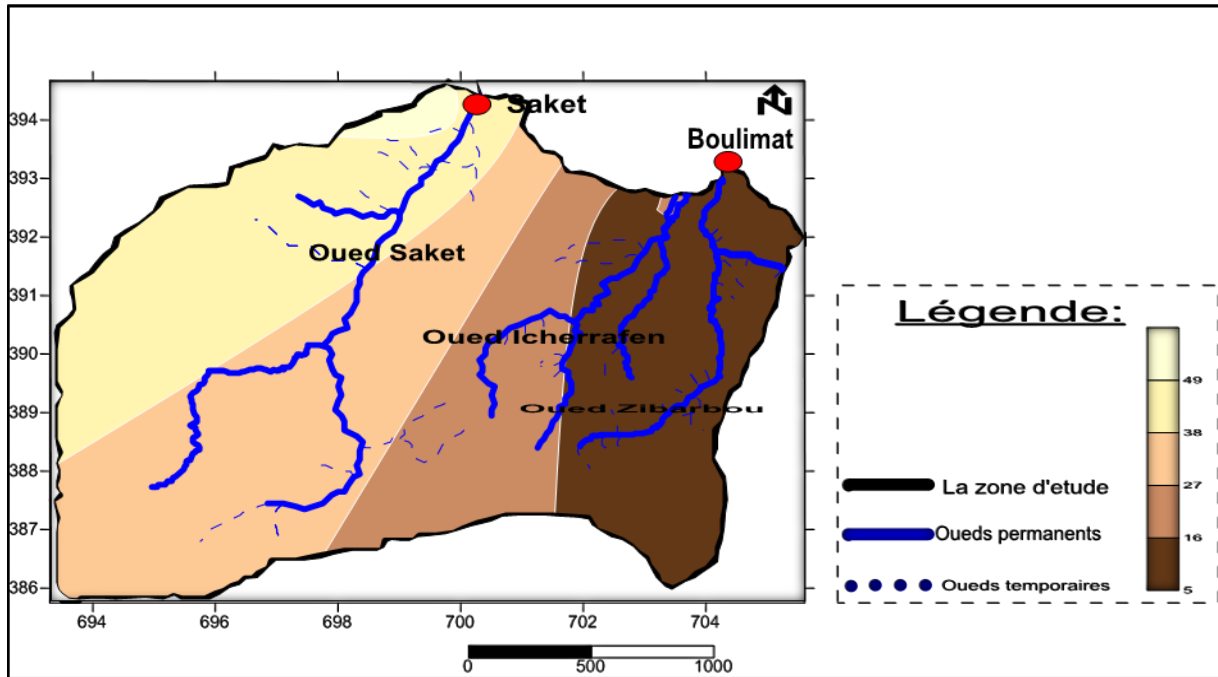 Saket
Boulimat
Z
394
393
392
391
390
389
388
387
386
Oued Saket
Oued Icherrafen
Oued Zibarbou
694
696
698
700
702
704
0
500
1000
Légende:
49
38
27
16
5
La zone d'etude
Oueds permanents
Oueds temporaires